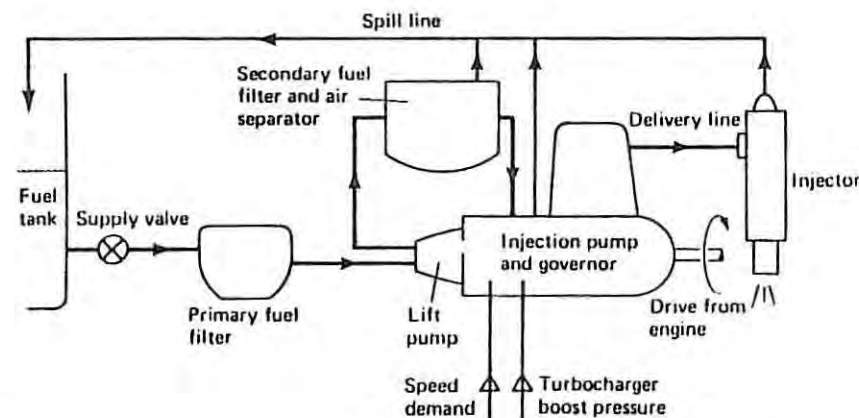 Spill line
Secondary fuel
filter and air
separator
Delivery line
Fuel
tank
Supply valve
Injector
Injection pump
and governor
Primary fuel
filter
Lift
pump
Drive from
engine
Speed
demand
Turbocharger
boost pressure